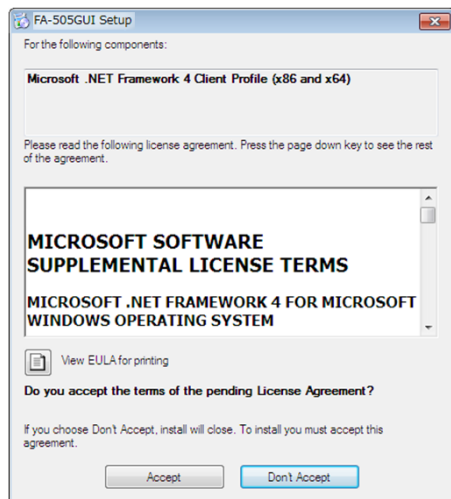 FA-505GUI Setup
For the following components:
Microsoft .NET Framework 4 Client Profile (x86 and x64)
Please read the following license agreement. Press the page down key to see the rest
of the agreement.
MICROSOFT SOFTWARE
SUPPLEMENTAL LICENSE TERMS
MICROSOFT .NET FRAMEWORK 4 FOR MICROSOFT
WINDOWS OPERATING SYSTEM
View EULA for printing
Do you accept the terms of the pending License Agreement?
If you choose Don't Accept, install will close. To install you must accept this
agreement.
Accept
Don't Accept